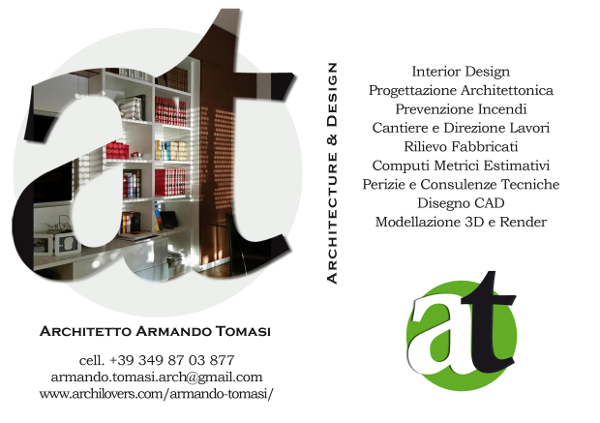 at
Architetto Armando Tomasi
cell. +39 349 87 03 877
armando.tomasi.arch@gmail.com
www.archilovers.com/armando-tomasi/
Architecture & Design
Interior Design
Progettazione Architettonica
Prevenzione Incendi
Cantiere e Direzione Lavori
Rilievo Fabbricati
Computi Metrici Estimativi
Perizie e Consulenze Tecniche
Disegno CAD
Modellazione 3D e Render
at